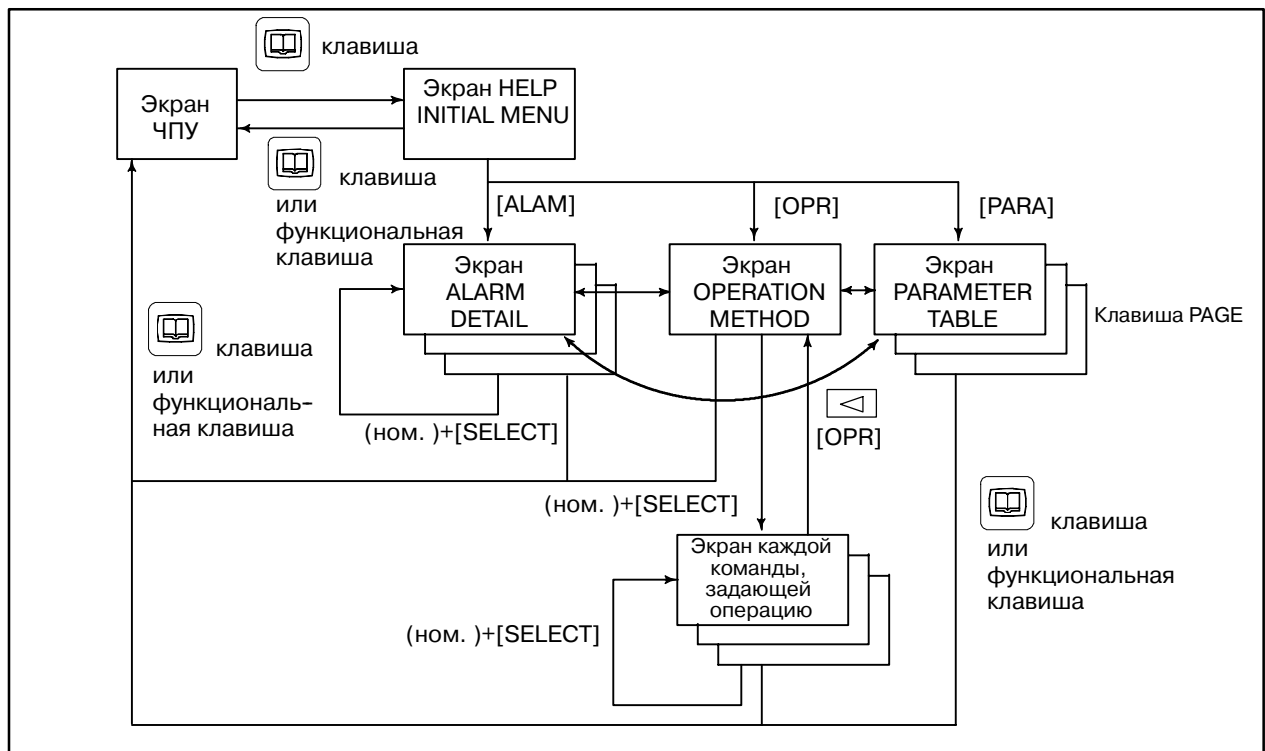 клавиша
Экран
ЧПУ
Экран HELP
INITIAL MENU
клавиша
или
функциональная
клавиша
[ALAM]
[OPR]
[PARA]
Экран
ALARM
DETAIL
Экран
OPERATION
METHOD
Экран
PARAMETER
TABLE
Клавиша PAGE
клавиша
или
функциональ-
ная клавиша
(ном. )+[SELECT]
[OPR]
(ном. )+[SELECT]
клавиша
или
функциональная
клавиша
Экран каждой
команды,
задающей
операцию
(ном. )+[SELECT]